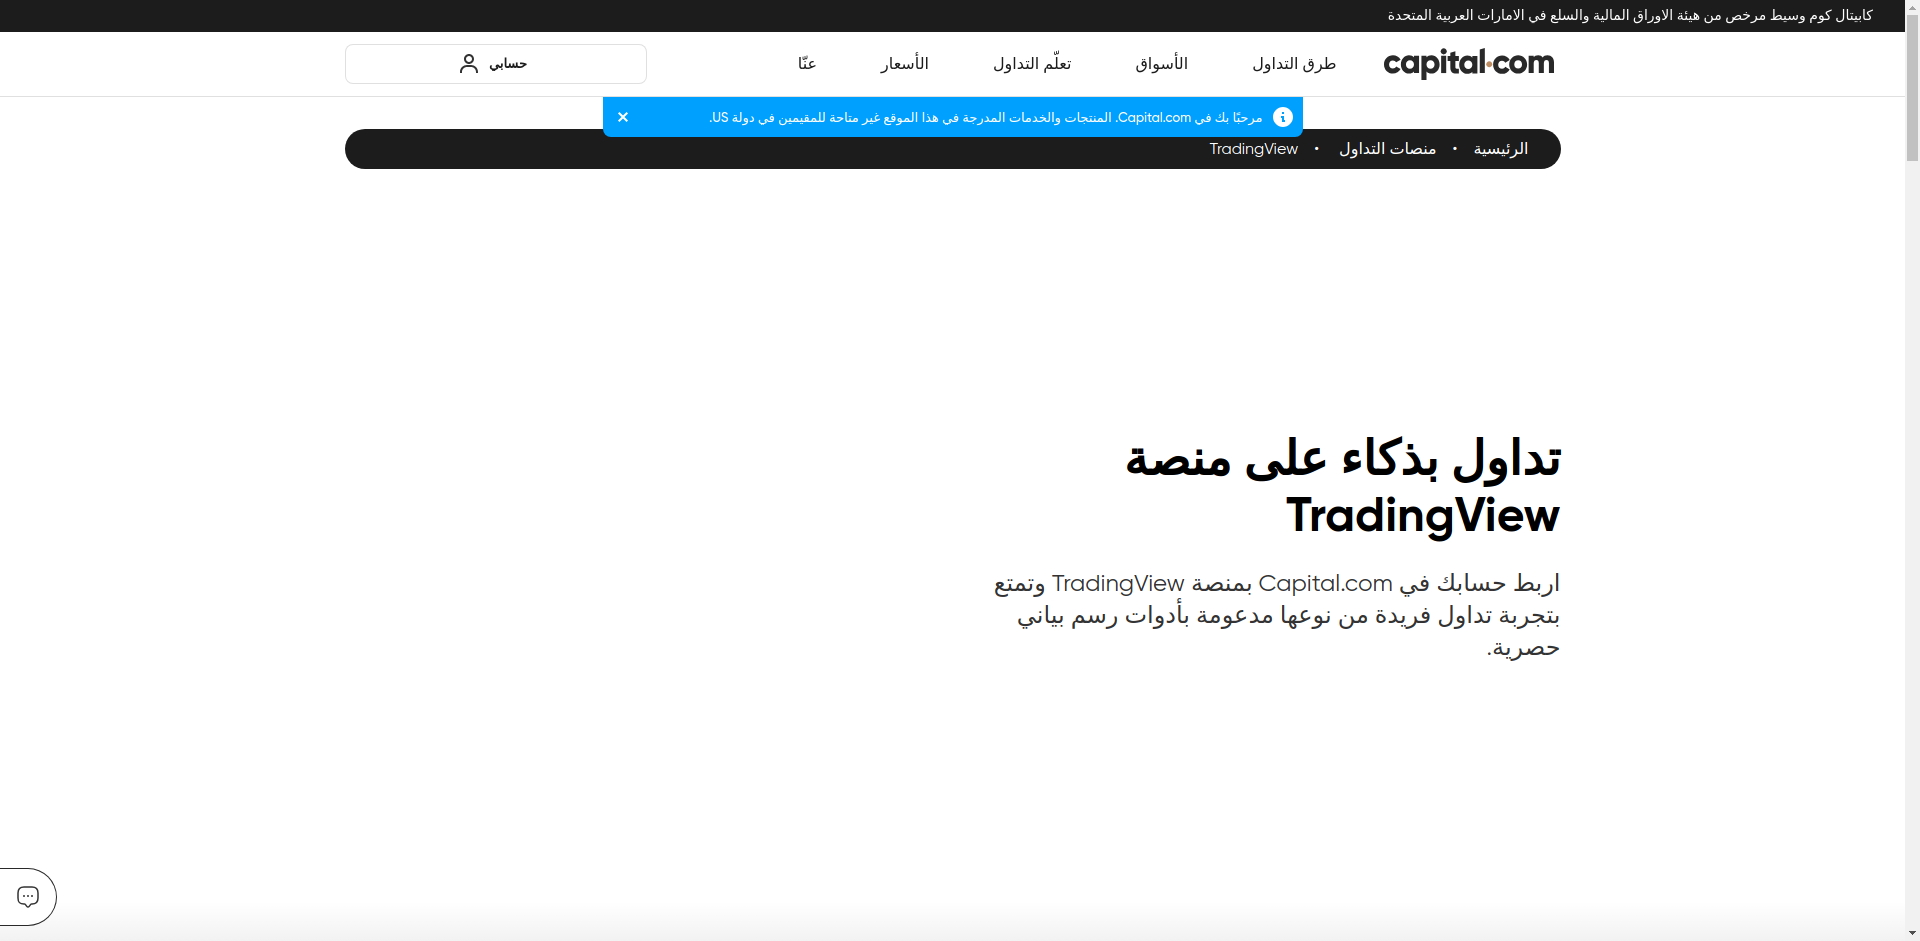 كابيتال كوم وسيط مرخص من هيئة الاوراق المالية والسلع في الامارات العربية المتحدة
capital.com
طرق التداول
الأسواق
تعلّم التداول
الأسعار
عنّا
حسابي
مرحبًا بك في Capital.com. المنتجات والخدمات المدرجة في هذا الموقع غير متاحة للمقيمين في دولة US.
الرئيسية • منصات التداول • TradingView
تداول بذكاء على منصة
TradingView
اربط حسابك في Capital.com بمنصة TradingView وتمتع
بتجربة تداول فريدة من نوعها مدعومة بأدوات رسم بياني
حصرية.